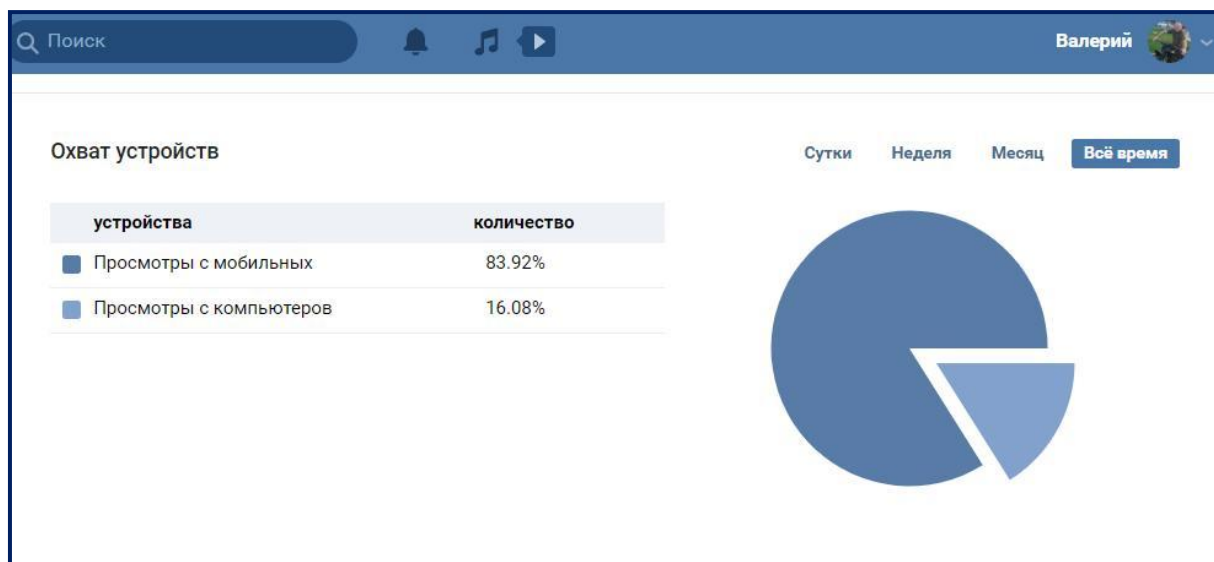 Поиск
Валерий
Охват устройств
Сутки Неделя Месяц Всё время
устройства количество
Просмотры с мобильных 83.92%
Просмотры с компьютеров 16.08%